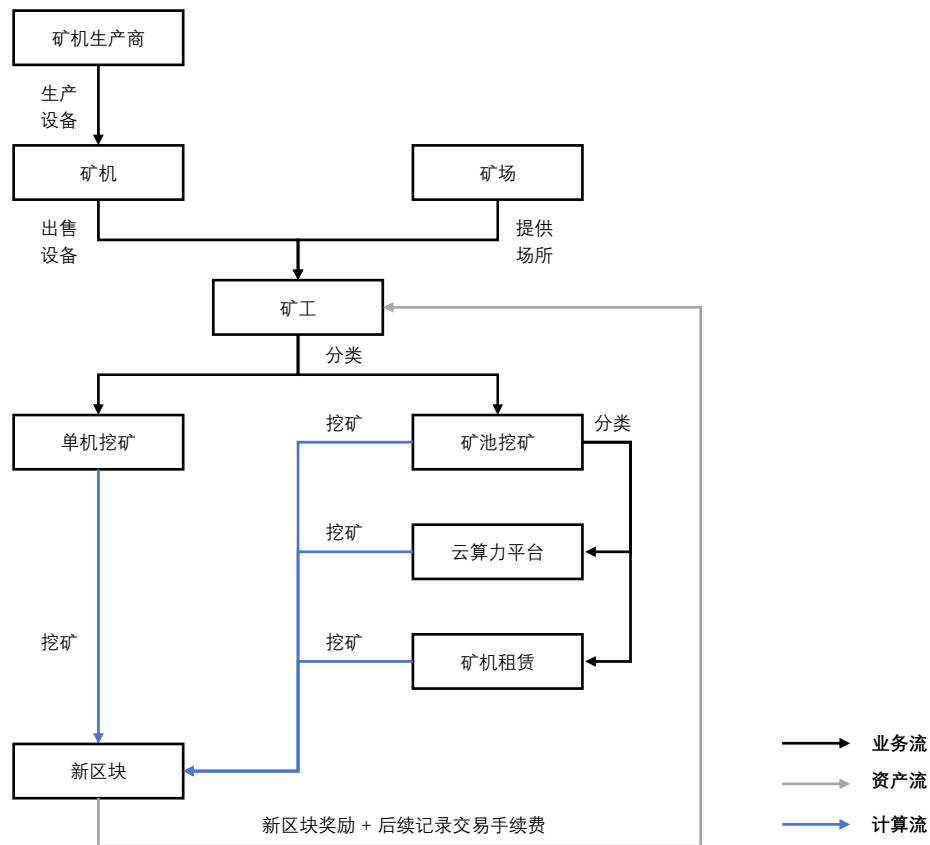 矿机生产商
生产
设备
矿机
矿场
出售
设备
提供
场所
矿工
分类
单机挖矿
挖矿
矿池挖矿
分类
挖矿
云算力平台
挖矿
矿机租赁
挖矿
新区块
新区块奖励 + 后续记录交易手续费
业务流
资产流
计算流